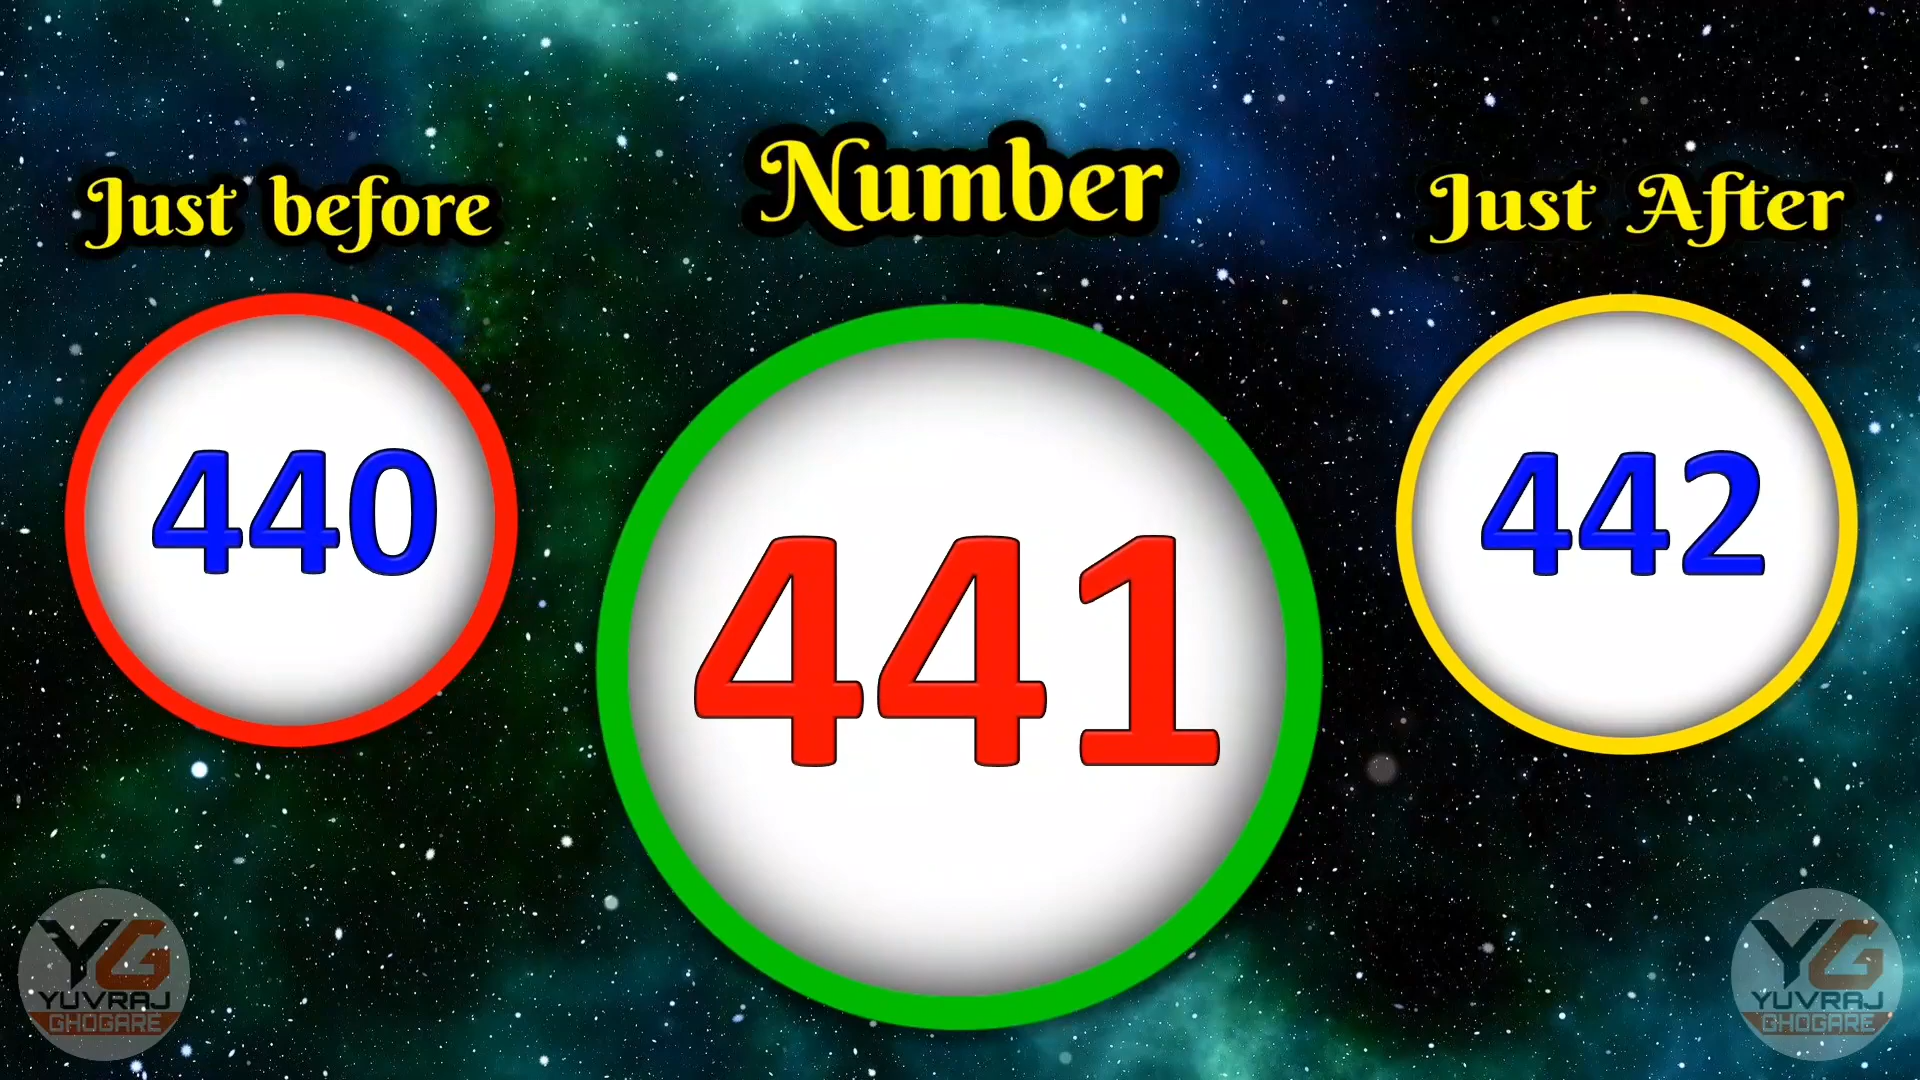 Just before
Number
Just After
440
441
442
YG
YUVRAJ
GHOGARE
YG
YUVRAJ
GHOGARE